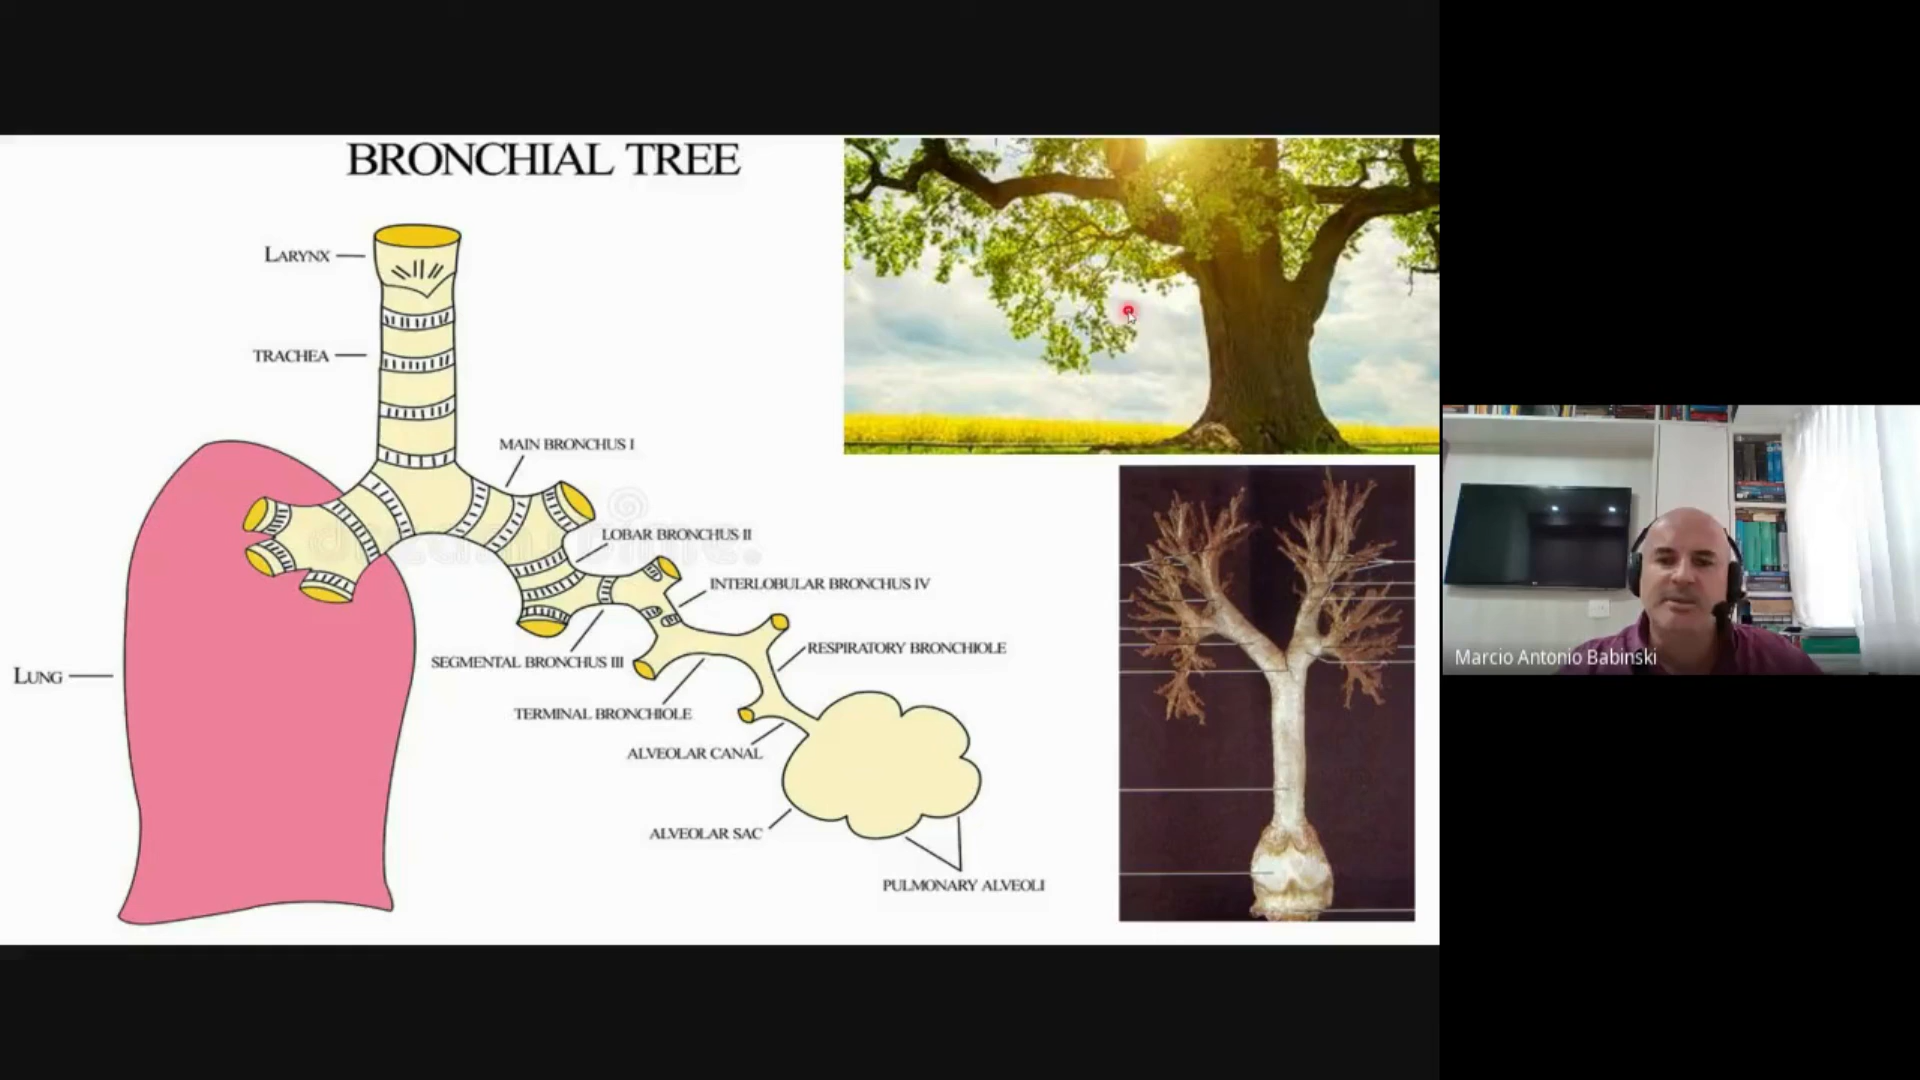 BRONCHIAL TREE
LARYNX
TRACHEA
MAIN BRONCHUS I
LOBAR BRONCHUS II
INTERLOBULAR BRONCHUS IV
RESPIRATORY BRONCHIOLE
SEGMENTAL BRONCHUS III
LUNG
TERMINAL BRONCHIOLE
ALVEOLAR CANAL
ALVEOLAR SAC
PULMONARY ALVEOLI
Marcio Antonio Babinski